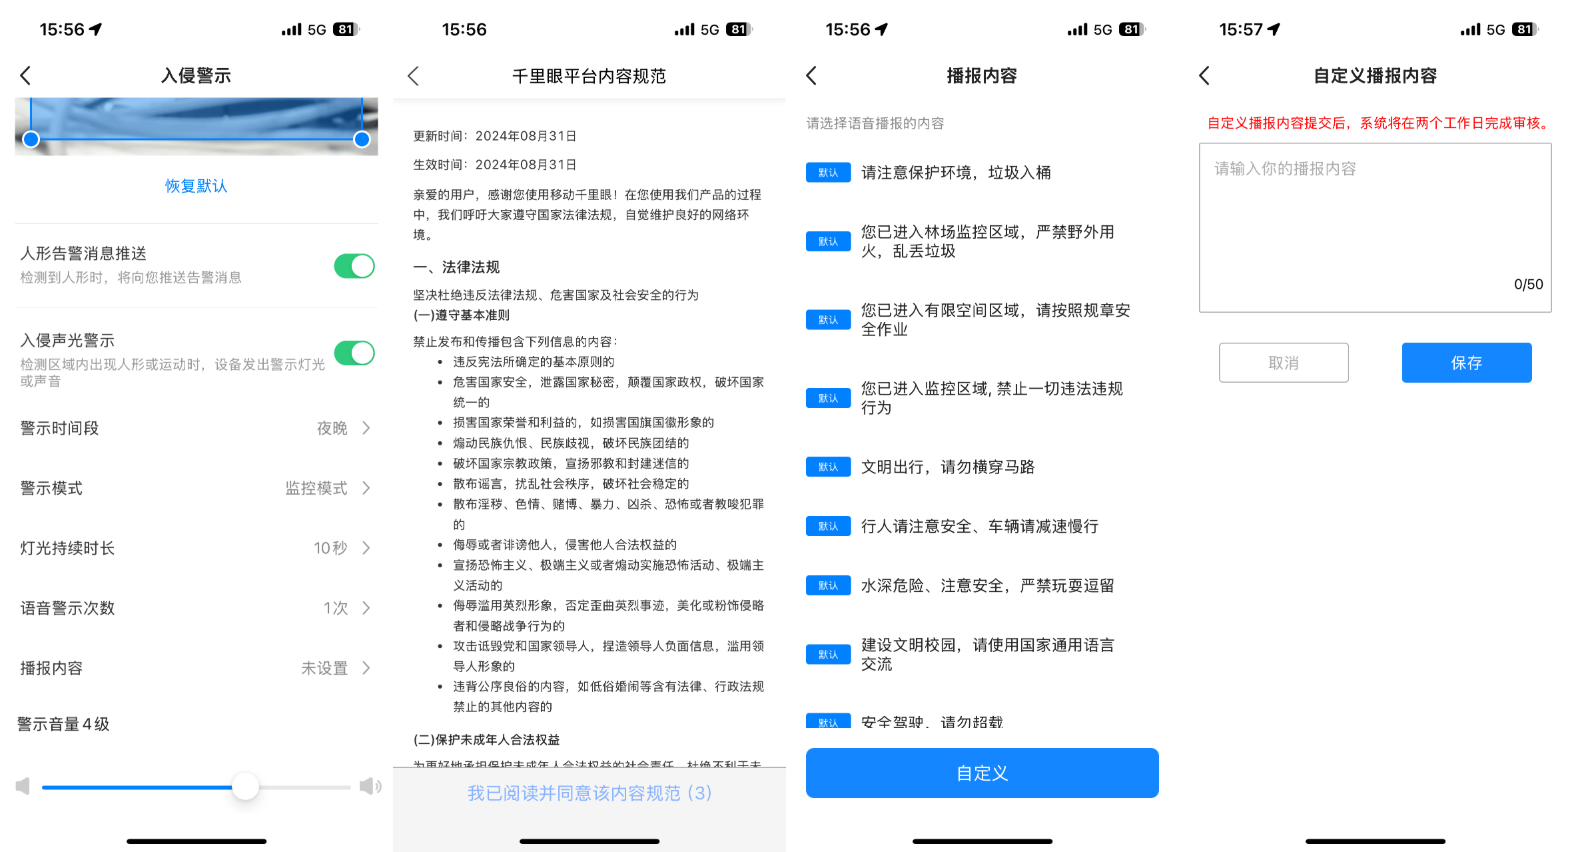 15:56
5G 81
入侵警示
恢复默认
人形告警消息推送
检测到人形时，将向您推送告警消息
入侵声光警示
检测区域内出现人形或运动时，设备发出警示灯光
或声音
警示时间段 夜晚
警示模式 监控模式
灯光持续时长 10秒
语音警示次数 1次
播报内容 未设置
警示音量4级
15:56
5G 81
千里眼平台内容规范
更新时间：2024年08月31日
生效时间：2024年08月31日
亲爱的用户，感谢您使用移动千里眼！在您使用我们产品的过程
中，我们呼吁大家遵守国家法律法规，自觉维护良好的网络环
境。
一、法律法规
坚决杜绝违反法律法规、危害国家及社会安全的行为
(一)遵守基本准则
禁止发布和传播包含下列信息的内容：
• 违反宪法所确定的基本原则的
• 危害国家安全，泄露国家秘密，颠覆国家政权，破坏国家
统一的
• 损害国家荣誉和利益的，如损害国旗国徽形象的
• 煽动民族仇恨、民族歧视，破坏民族团结的
• 破坏国家宗教政策，宣扬邪教和封建迷信的
• 散布谣言，扰乱社会秩序，破坏社会稳定的
• 散布淫秽、色情、赌博、暴力、凶杀、恐怖或者教唆犯罪
的
• 侮辱或者诽谤他人，侵害他人合法权益的
• 宣扬恐怖主义、极端主义或者煽动实施恐怖活动、极端主
义活动的
• 侮辱滥用英烈形象，否定歪曲英烈事迹，美化或粉饰侵略
者和侵略战争行为的
• 攻击诋毁党和国家领导人，捏造领导人负面信息，滥用领
导人形象的
• 违背公序良俗的内容，如低俗婚闹等含有法律、行政法规
禁止的其他内容的
(二)保护未成年人合法权益
为更好地承担保护未成年人合法权益的社会责任，杜绝不利于未
我已阅读并同意该内容规范 (3)
15:56
5G 81
播报内容
请选择语音播报的内容
默认 请注意保护环境，垃圾入桶
默认 您已进入林场监控区域，严禁野外用
火，乱丢垃圾
默认 您已进入有限空间区域，请按照规章安
全作业
默认 您已进入监控区域, 禁止一切违法违规
行为
默认 文明出行，请勿横穿马路
默认 行人请注意安全、车辆请减速慢行
默认 水深危险、注意安全，严禁玩耍逗留
默认 建设文明校园，请使用国家通用语言
交流
默认 安全驾驶，请勿超载
自定义
15:57
5G 81
自定义播报内容
自定义播报内容提交后，系统将在两个工作日完成审核。
请输入你的播报内容
0/50
取消
保存